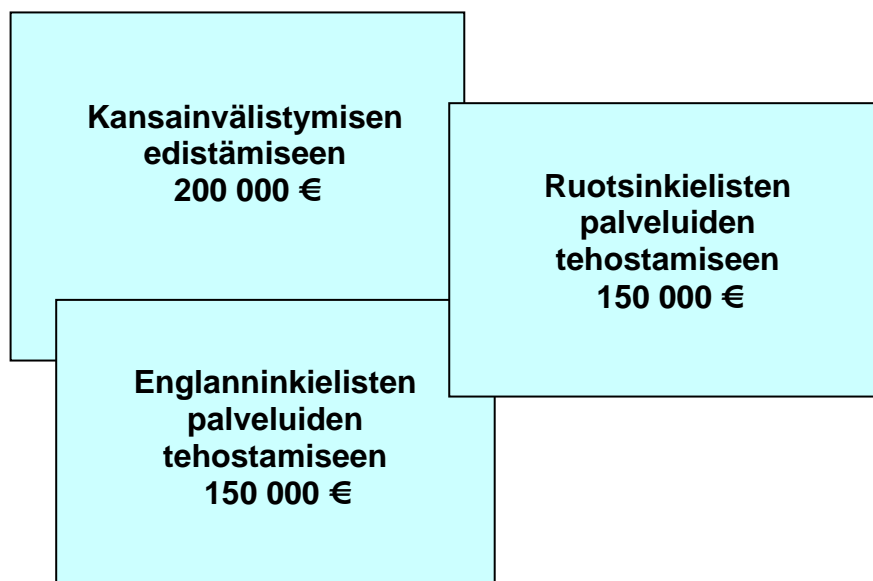 Kansainvälistymisen
edistämiseen
200 000 €
Ruotsinkielisten
palveluiden
tehostamiseen
150 000 €
Englanninkielisten
palveluiden
tehostamiseen
150 000 €